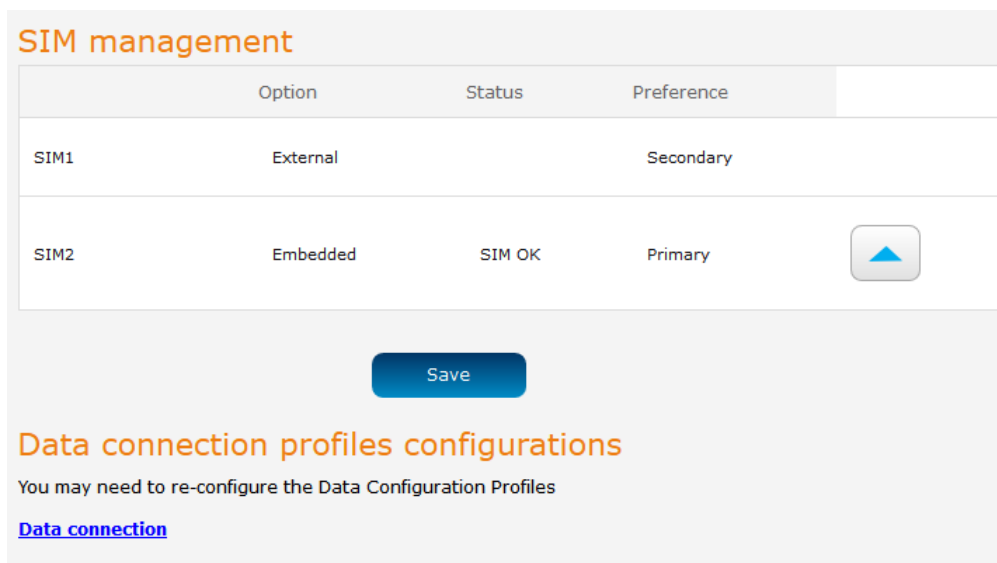 SIM management
Option Status Preference
SIM1 External Secondary
SIM2 Embedded SIM OK Primary
Save
Data connection profiles configurations
You may need to re-configure the Data Configuration Profiles
Data connection